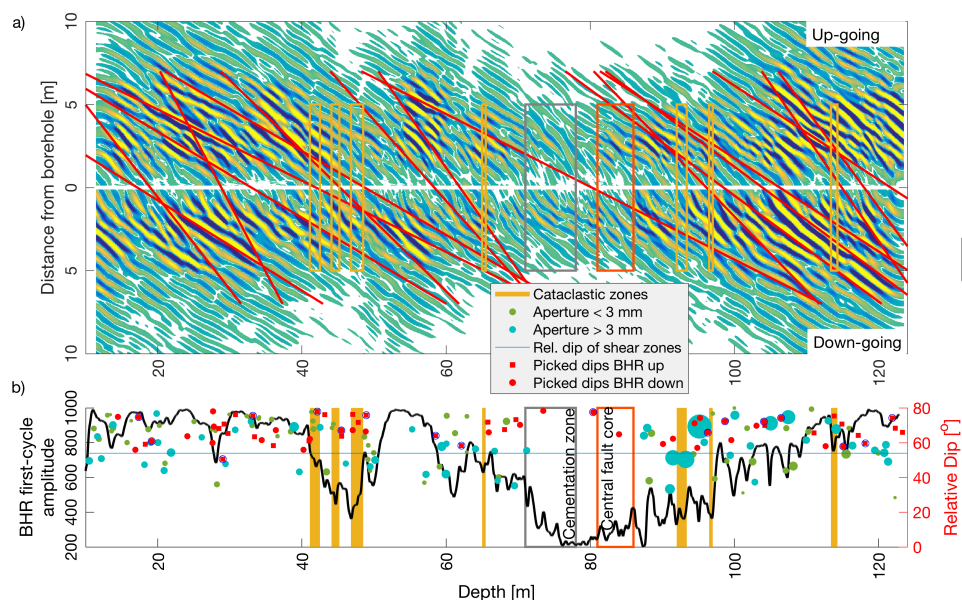 a)
10
5
0
5
10
Distance from borehole [m]
Up-going
Down-going
20
40
60
80
100
120
Cataclastic zones
Aperture < 3 mm
Aperture > 3 mm
Rel. dip of shear zones
Picked dips BHR up
Picked dips BHR down
b)
1000
800
600
400
200
BHR first-cycle
amplitude
Cementation zone
Central fault core
80
60
40
20
0
Relative Dip [°]
20
40
60
80
100
120
Depth [m]